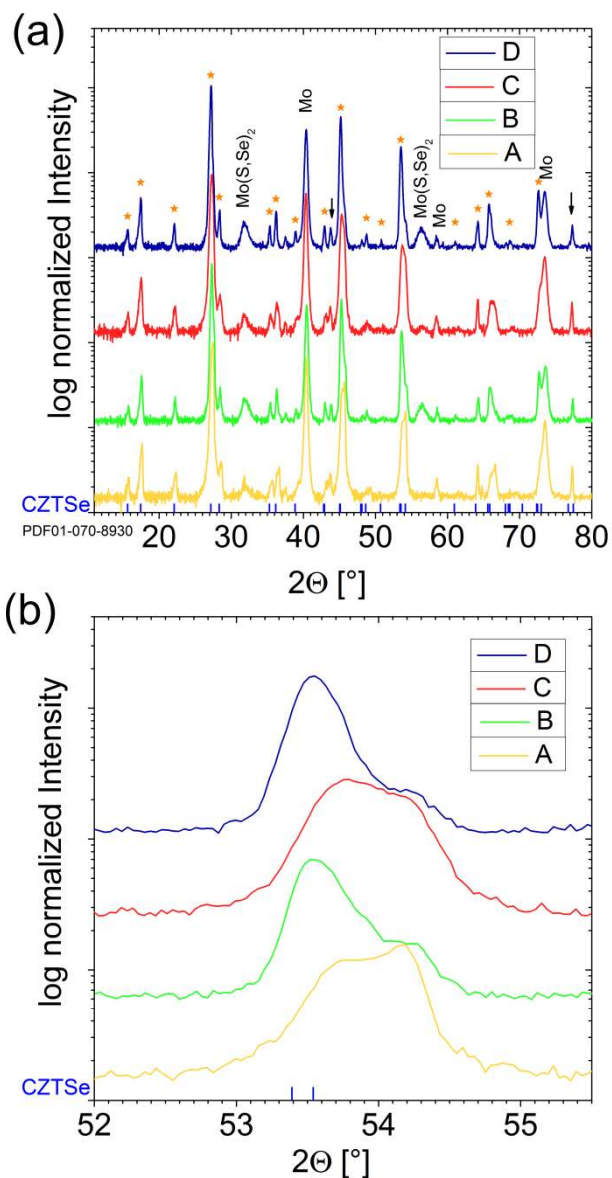 (a)
D
C
B
A
Mo(S,Se)2
Mo
Mo(S,Se)2
Mo
Mo
log normalized Intensity
CZTSe
PDF01-070-8930
20 30 40 50 60 70 80
2Θ [°]
(b)
D
C
B
A
log normalized Intensity
CZTSe
52 53 54 55
2Θ [°]